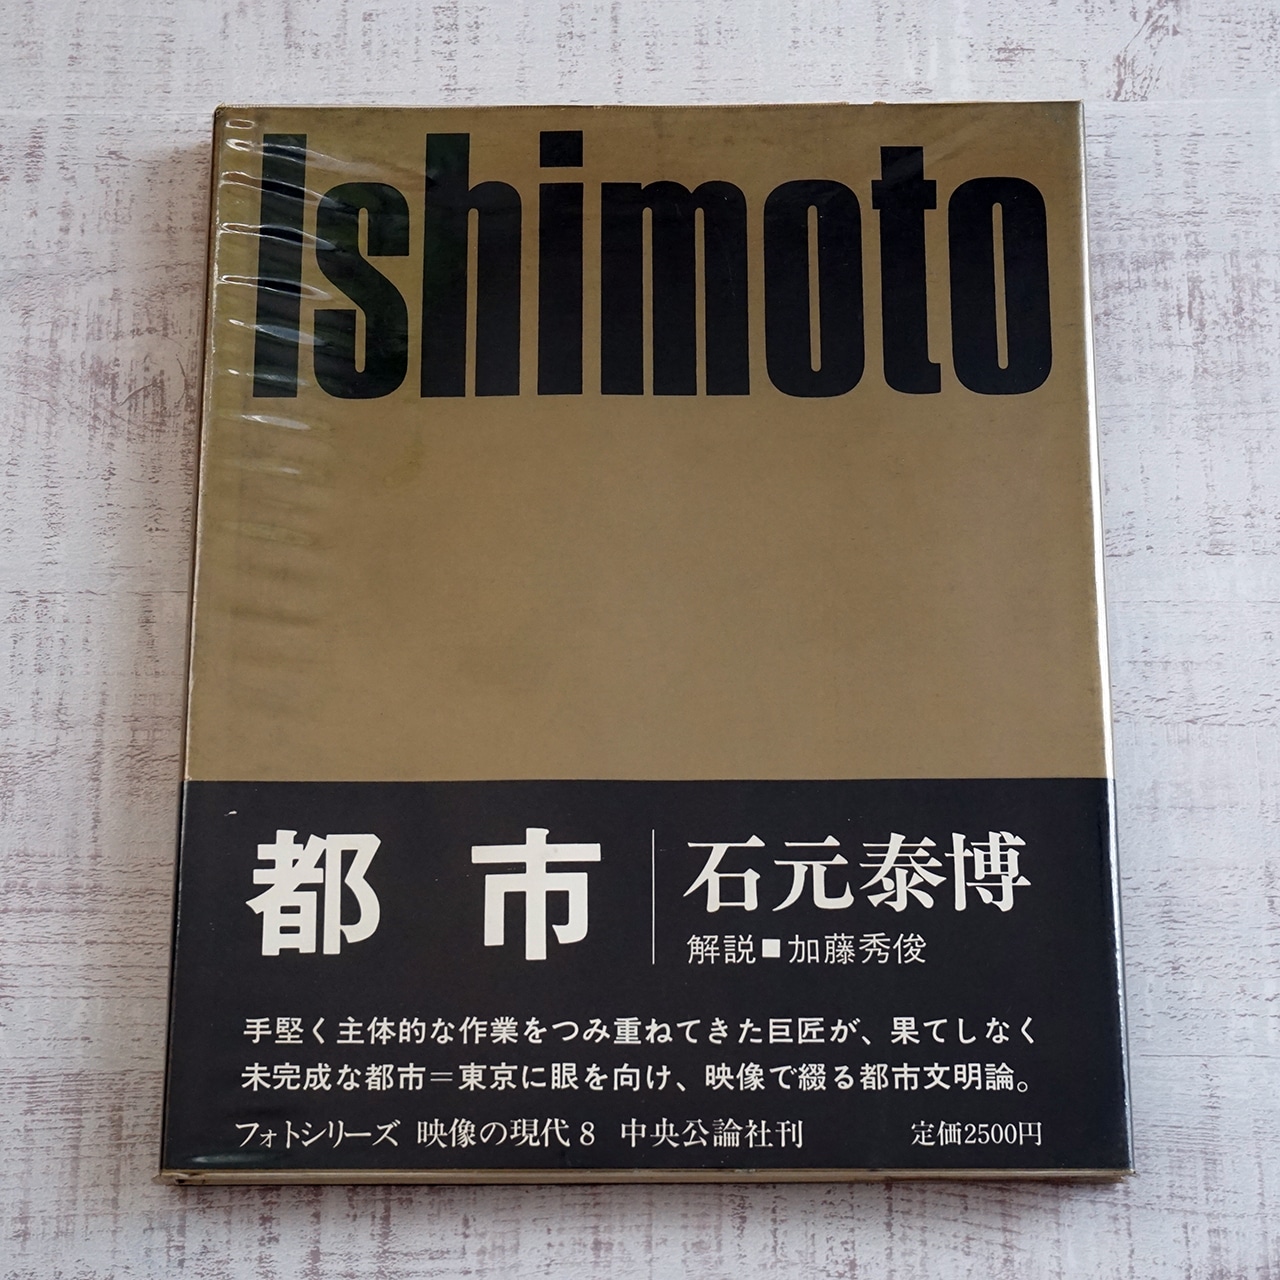 Ishimoto
都市
石元泰博
解説■加藤秀俊
手堅く主体的な作業をつみ重ねてきた巨匠が、果てしなく
未完成な都市＝東京に眼を向け、映像で綴る都市文明論。
フォトシリーズ 映像の現代8 中央公論社刊 定価2500円